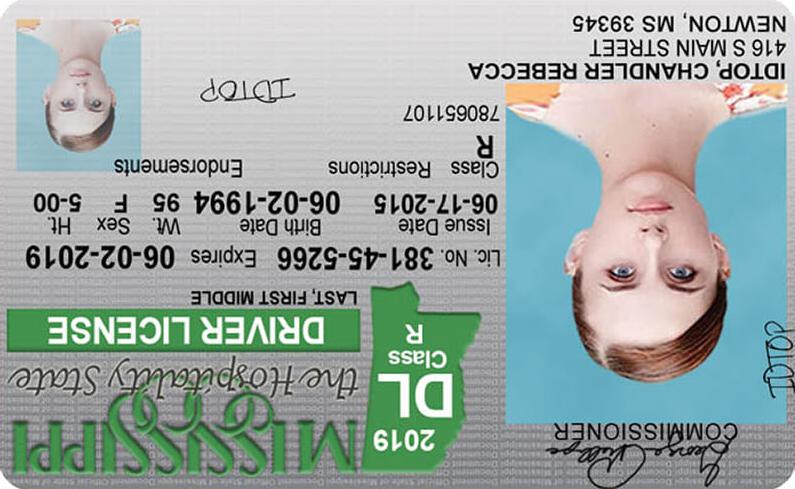 MISSISSIPPI
the Hospitality State
DRIVER LICENSE
LAST, FIRST MIDDLE
2019
DL
Class
R
COMMISSIONER
IDTOP
Lic. No. 381-45-5266 Expires 06-02-2019
Issue Date Birth Date Wt. Sex Ht.
06-17-2015 06-02-1994 95 F 5-00
Class Restrictions Endorsements
R
780651107
IDTOP
IDTOP, CHANDLER REBECCA
416 S MAIN STREET
NEWTON, MS 39345